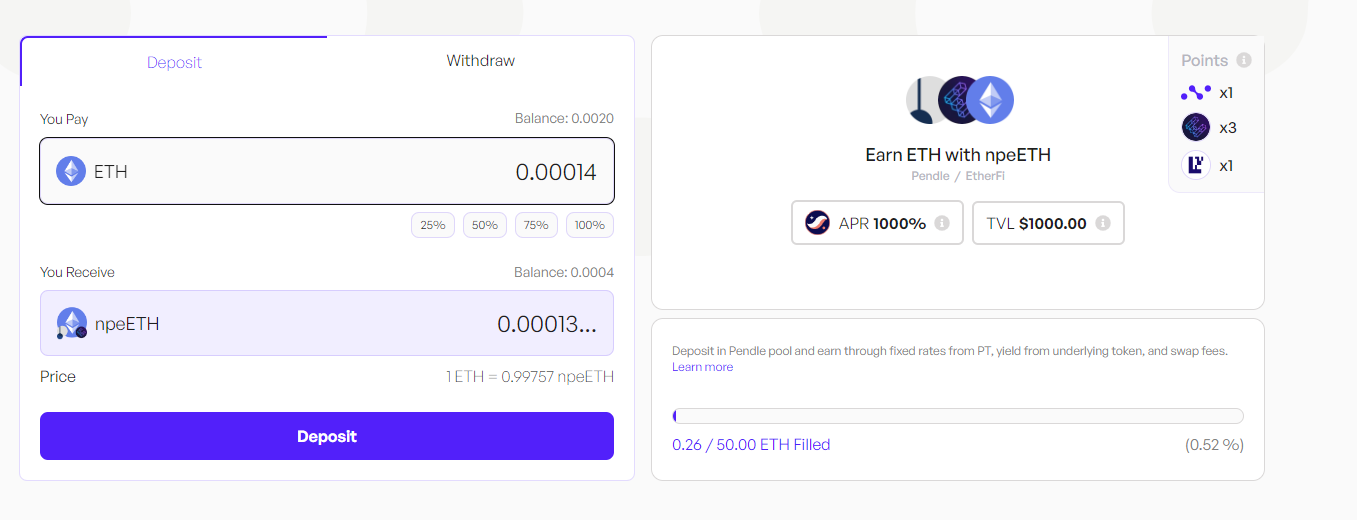 Deposit
Withdraw
You Pay
Balance: 0.0020
ETH
0.00014
25%
50%
75%
100%
You Receive
Balance: 0.0004
npeETH
0.00013...
Price
1 ETH = 0.99757 npeETH
Deposit
Points
x1
x3
x1
Earn ETH with npeETH
Pendle / EtherFi
APR 1000%
TVL $1000.00
Deposit in Pendle pool and earn through fixed rates from PT, yield from underlying token, and swap fees.
Learn more
0.26 / 50.00 ETH Filled
(0.52 %)